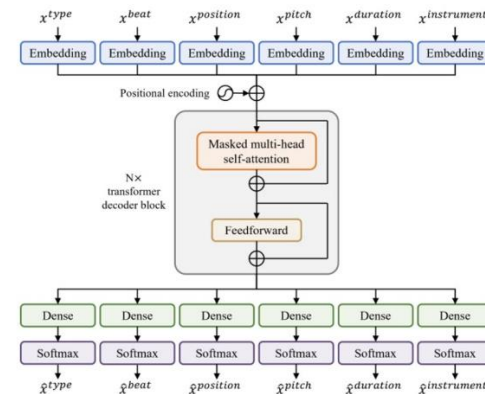 x^type x^beat x^position x^pitch x^duration x^instrument
Embedding Embedding Embedding Embedding Embedding Embedding
Positional encoding
Masked multi-head
self-attention
N×
transformer
decoder block
Feedforward
Dense Dense Dense Dense Dense Dense
Softmax Softmax Softmax Softmax Softmax Softmax
x̂^type x̂^beat x̂^position x̂^pitch x̂^duration x̂^instrument